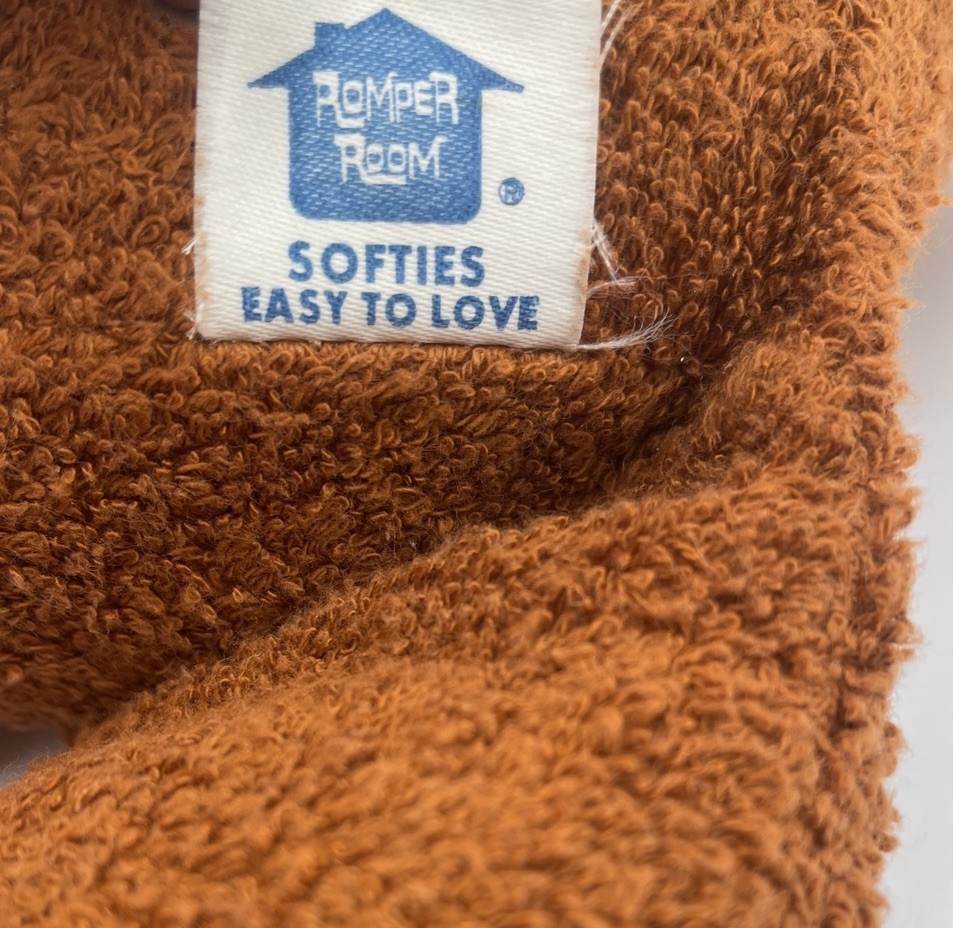 ROMPER
ROOM
®
SOFTIES
EASY TO LOVE